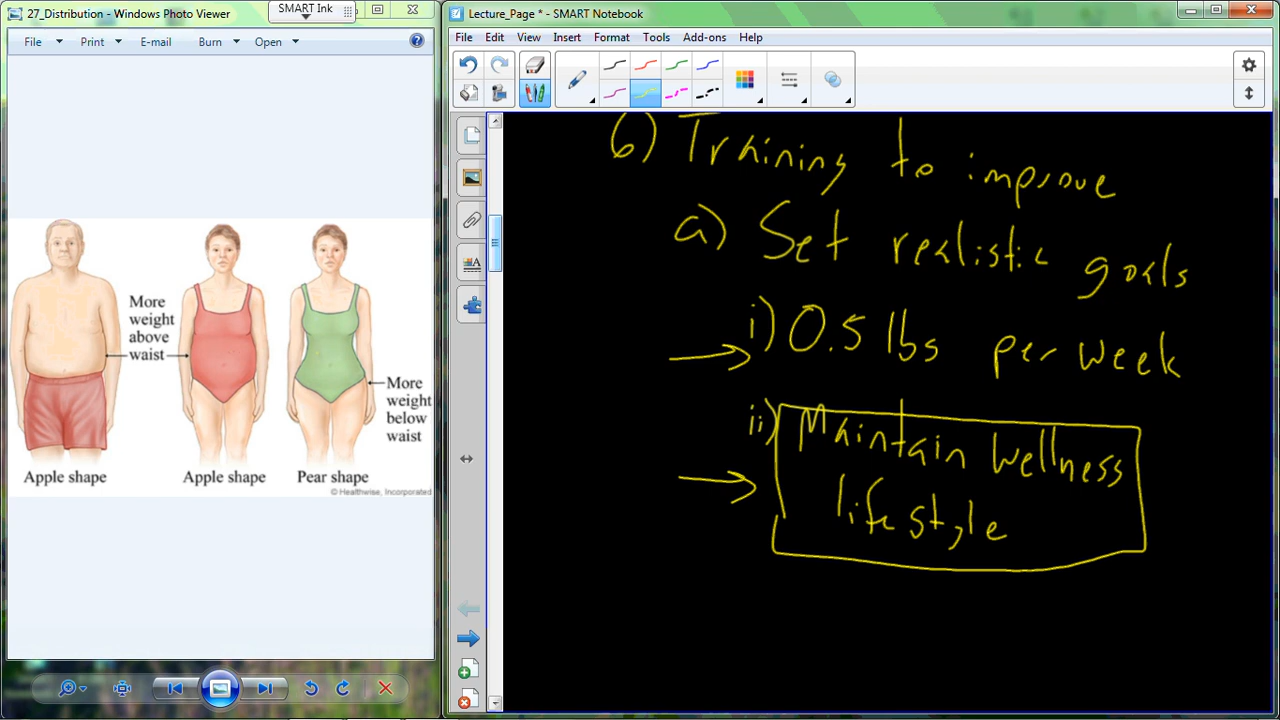 27_Distribution - Windows Photo Viewer
SMART Ink
File Print E-mail Burn Open
More
weight
above
waist
More
weight
below
waist
Apple shape Apple shape Pear shape
© Healthwise, Incorporated
Lecture_Page * - SMART Notebook
File Edit View Insert Format Tools Add-ons Help
6) Training to improve
a) Set realistic goals
i) 0.5 lbs per week
ii) Maintain wellness
lifestyle